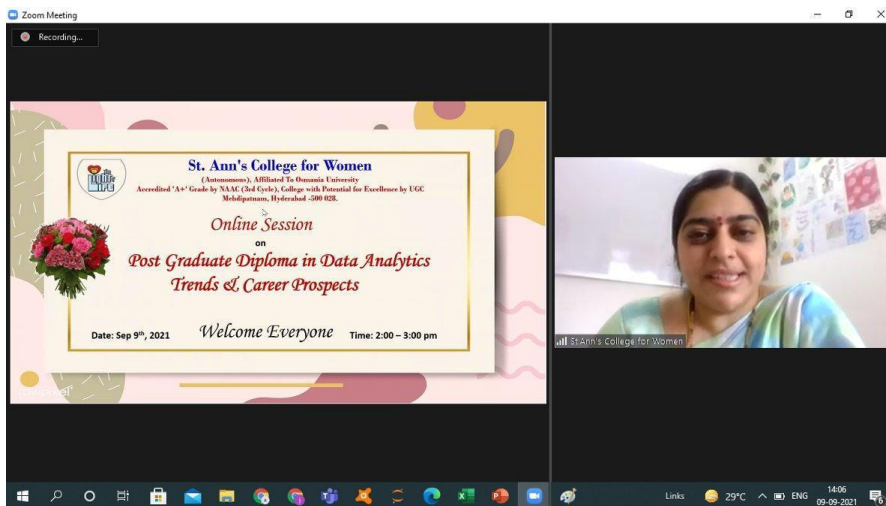 Zoom Meeting
Recording...
St. Ann's College for Women
(Autonomous), Affiliated To Osmania University
Accredited 'A+' Grade by NAAC (3rd Cycle), College with Potential for Excellence by UGC
Mehdipatnam, Hyderabad -500 028.
Online Session
on
Post Graduate Diploma in Data Analytics
Trends & Career Prospects
Date: Sep 9th, 2021 Welcome Everyone Time: 2:00 – 3:00 pm
St Ann's College for Women
Links 29°C ENG 14:06
09-09-2021 6